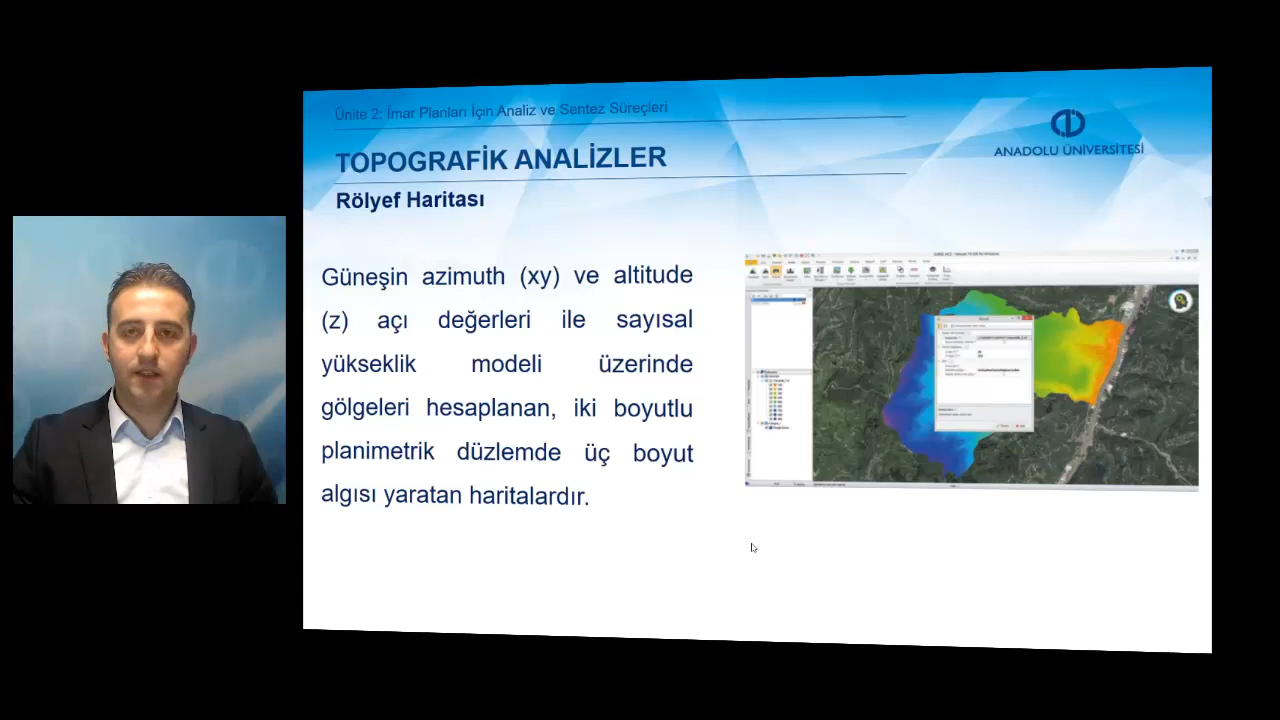 Ünite 2: İmar Planları İçin Analiz ve Sentez Süreçleri
TOPOGRAFİK ANALİZLER
Rölyef Haritası
ANADOLU ÜNİVERSİTESİ
Güneşin azimuth (xy) ve altitude
(z) açı değerleri ile sayısal
yükseklik modeli üzerinde
gölgeleri hesaplanan, iki boyutlu
planimetrik düzlemde üç boyut
algısı yaratan haritalardır.